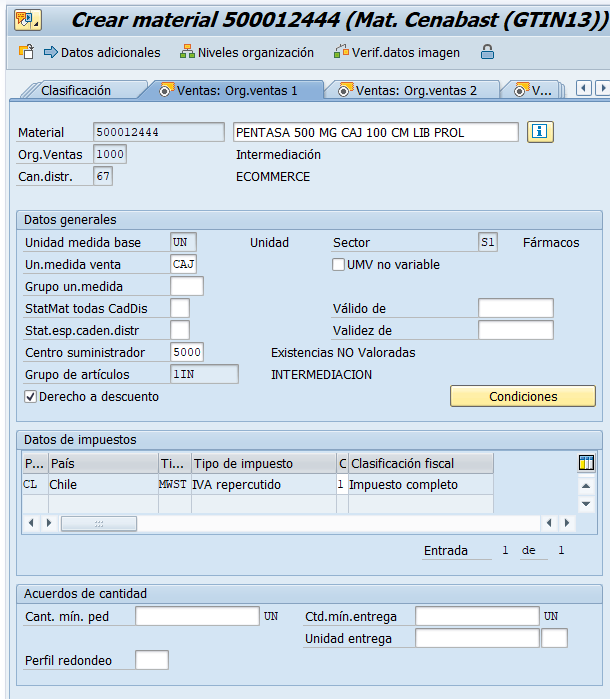 Crear material 500012444 (Mat. Cenabast (GTIN13))
Datos adicionales Niveles organización Verif.datos imagen
Clasificación Ventas: Org.ventas 1 Ventas: Org.ventas 2 V...
Material 500012444 PENTASA 500 MG CAJ 100 CM LIB PROL
Org.Ventas 1000 Intermediación
Can.distr. 67 ECOMMERCE
Datos generales
Unidad medida base UN Unidad Sector S1 Fármacos
Un.medida venta CAJ UMV no variable
Grupo un.medida
StatMat todas CadDis Válido de
Stat.esp.caden.distr Validez de
Centro suministrador 5000 Existencias NO Valoradas
Grupo de artículos 1IN INTERMEDIACION
Derecho a descuento Condiciones
Datos de impuestos
P... País Ti... Tipo de impuesto C Clasificación fiscal
CL Chile MWST IVA repercutido 1 Impuesto completo
Entrada 1 de 1
Acuerdos de cantidad
Cant. mín. ped UN Ctd.mín.entrega UN
Unidad entrega
Perfil redondeo